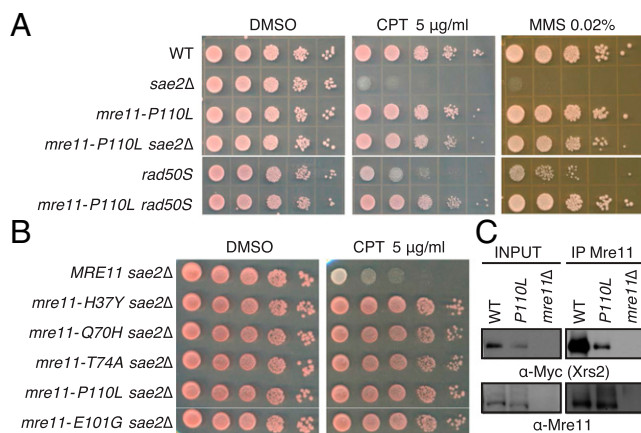 A
DMSO
CPT 5 µg/ml
MMS 0.02%
WT
sae2Δ
mre11-P110L
mre11-P110L sae2Δ
rad50S
mre11-P110L rad50S
B
DMSO
CPT 5 µg/ml
MRE11 sae2Δ
mre11-H37Y sae2Δ
mre11-Q70H sae2Δ
mre11-T74A sae2Δ
mre11-P110L sae2Δ
mre11-E101G sae2Δ
C
INPUT
IP Mre11
WT P110L mre11Δ WT P110L mre11Δ
α-Myc (Xrs2)
α-Mre11